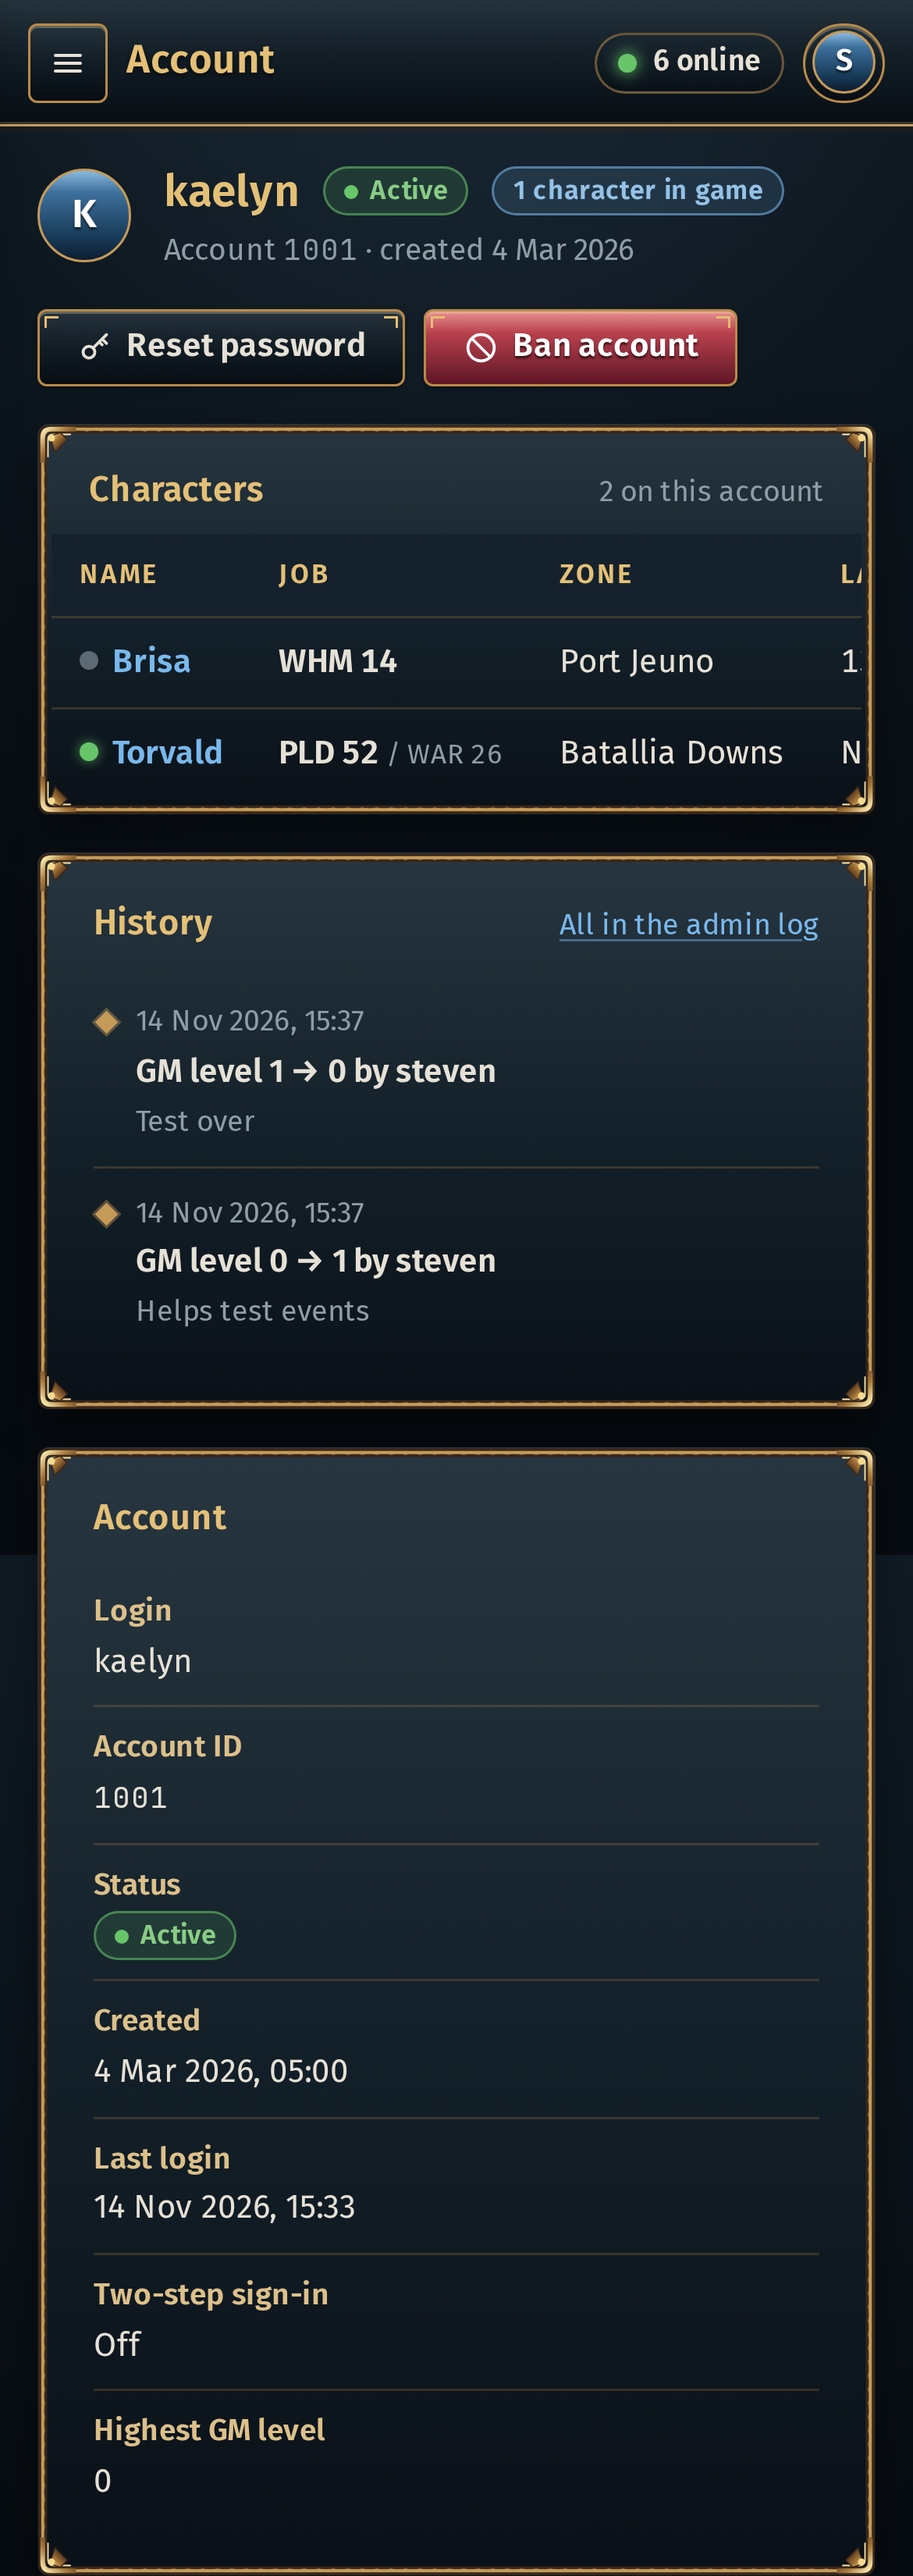 Account
6 online
S
K
kaelyn
Active
1 character in game
Account 1001 · created 4 Mar 2026
Reset password
Ban account
Characters
2 on this account
NAME JOB ZONE
Brisa WHM 14 Port Jeuno
Torvald PLD 52 / WAR 26 Batallia Downs
History
All in the admin log
14 Nov 2026, 15:37
GM level 1 → 0 by steven
Test over
14 Nov 2026, 15:37
GM level 0 → 1 by steven
Helps test events
Account
Login
kaelyn
Account ID
1001
Status
Active
Created
4 Mar 2026, 05:00
Last login
14 Nov 2026, 15:33
Two-step sign-in
Off
Highest GM level
0